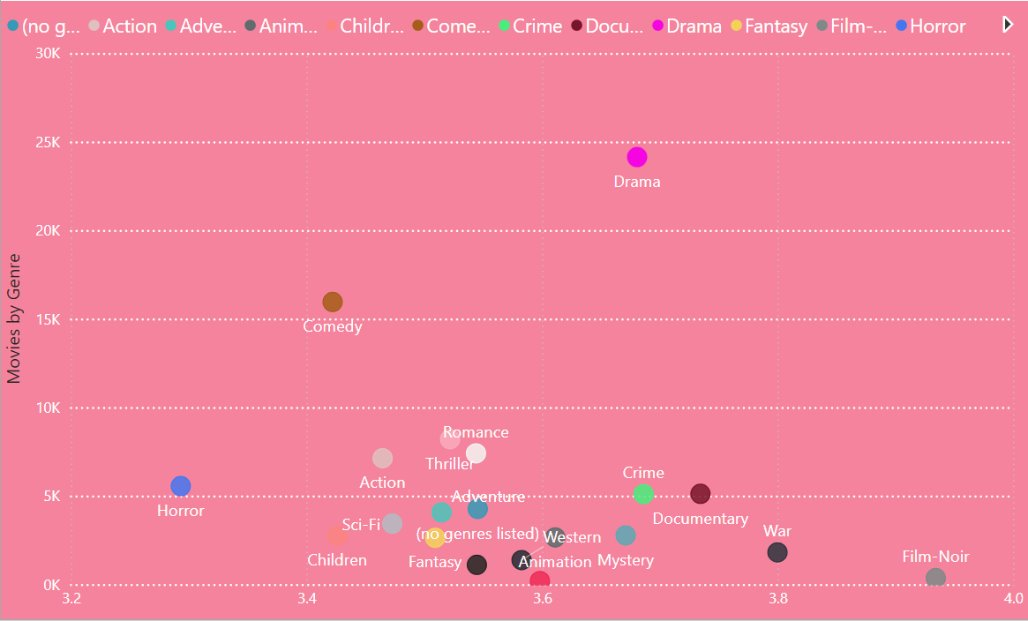 (no g... Action Adve... Anim... Childr... Come... Crime Docu... Drama Fantasy Film-... Horror
30K
25K
Drama
20K
Movies by Genre
15K
Comedy
10K
Romance
Thriller
Action
Crime
5K
Adventure
Horror
Documentary
Sci-Fi
(no genres listed)
Western
War
Children
Fantasy
Animation
Mystery
Film-Noir
0K
3.2 3.4 3.6 3.8 4.0